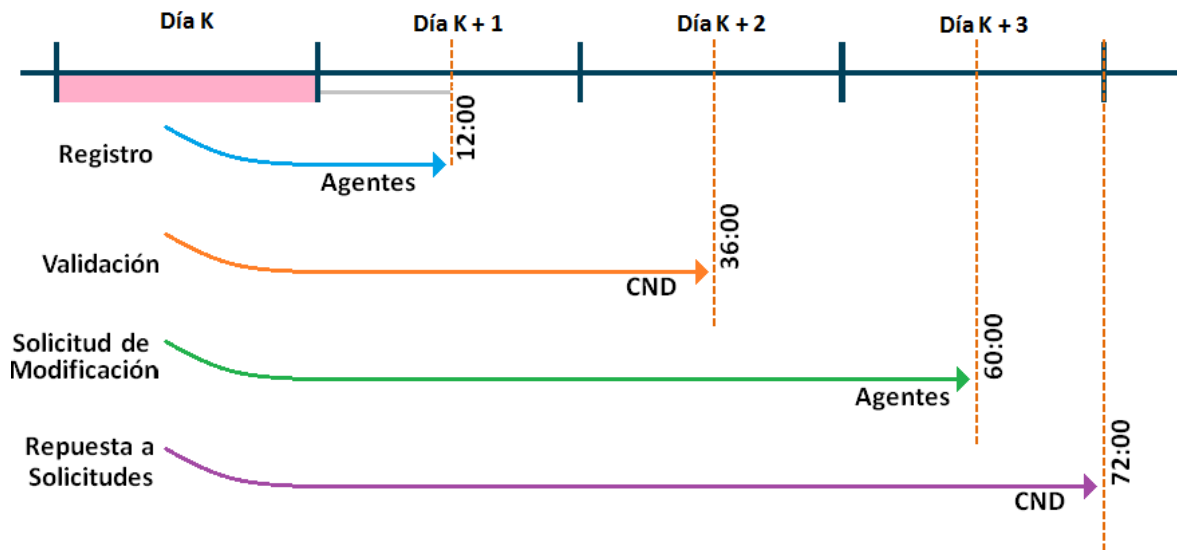 Día K
Día K + 1
Día K + 2
Día K + 3
12:00
Registro
Agentes
36:00
Validación
CND
Solicitud de
Modificación
60:00
Agentes
Repuesta a
Solicitudes
72:00
CND